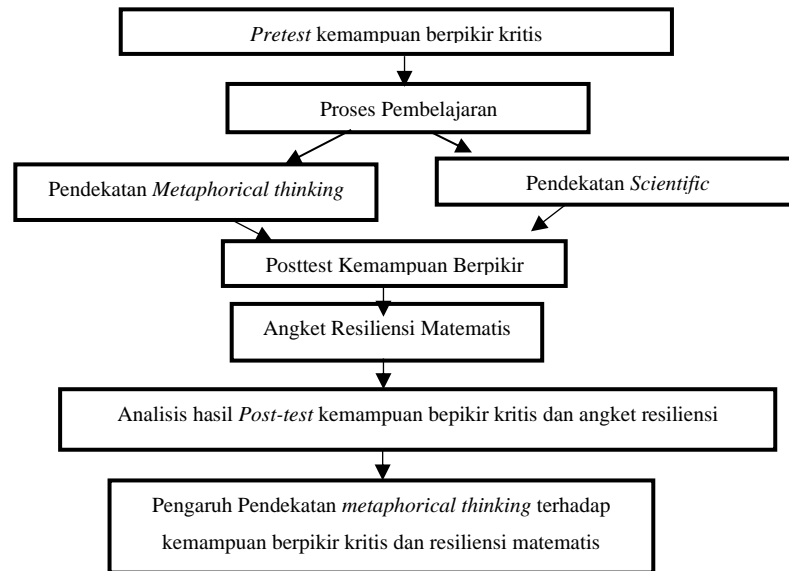 Pretest kemampuan berpikir kritis
Proses Pembelajaran
Pendekatan Metaphorical thinking
Pendekatan Scientific
Posttest Kemampuan Berpikir
Angket Resiliensi Matematis
Analisis hasil Post-test kemampuan bepikir kritis dan angket resiliensi
Pengaruh Pendekatan metaphorical thinking terhadap
kemampuan berpikir kritis dan resiliensi matematis